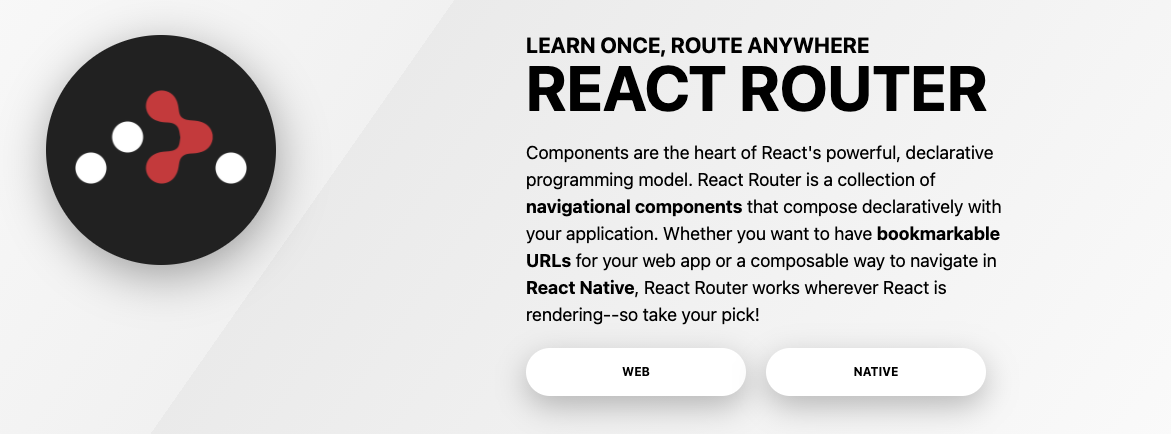 LEARN ONCE, ROUTE ANYWHERE
REACT ROUTER
Components are the heart of React's powerful, declarative
programming model. React Router is a collection of
navigational components that compose declaratively with
your application. Whether you want to have bookmarkable
URLs for your web app or a composable way to navigate in
React Native, React Router works wherever React is
rendering--so take your pick!
WEB
NATIVE